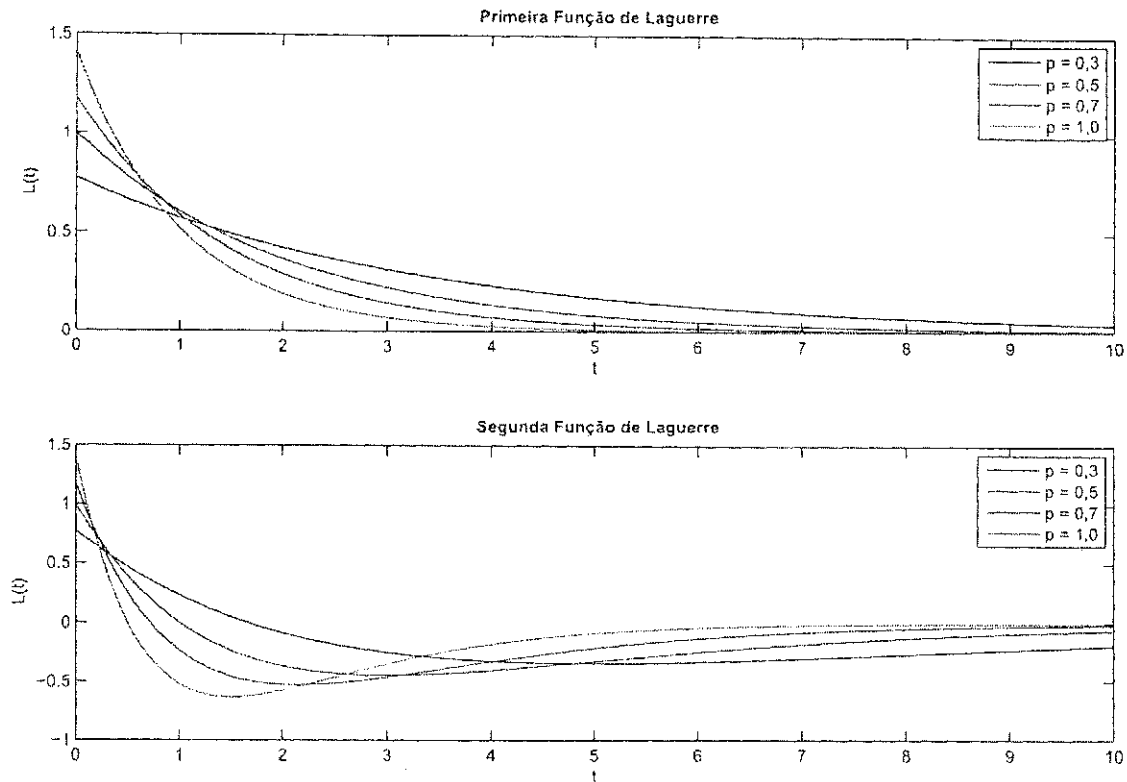 Primeira Função de Laguerre
1.5
1
0.5
0
L(t)
p = 0,3
p = 0,5
p = 0,7
p = 1,0
0 1 2 3 4 5 6 7 8 9 10
t
Segunda Função de Laguerre
1.5
1
0.5
0
−0.5
−1
L(t)
p = 0,3
p = 0,5
p = 0,7
p = 1,0
0 1 2 3 4 5 6 7 8 9 10
t